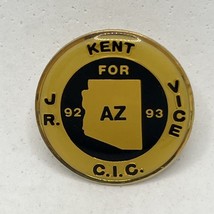 KENT
FOR
JR. VICE
92 AZ 93
C.I.C.